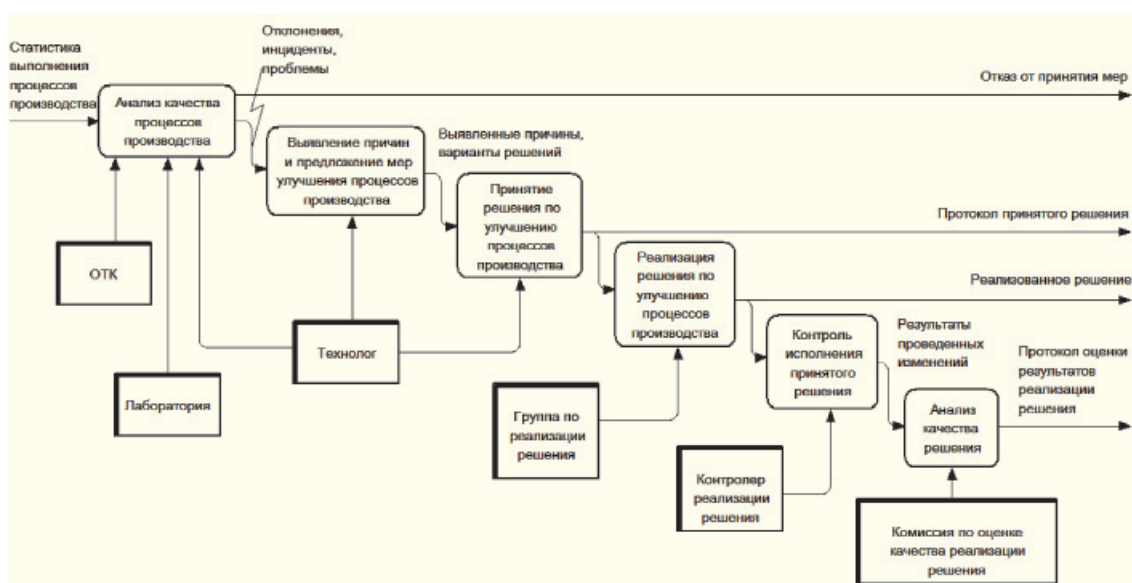 Статистика
выполнения
процессов
производства
Отклонения,
инциденты,
проблемы
Отказ от принятия мер
Анализ качества
процессов
производства
Выявление причин
и предложение мер
улучшения процессов
производства
Выявленные причины,
варианты решений
Принятие
решения по
улучшению
процессов
производства
Протокол принятого решения
ОТК
Реализация
решения по
улучшению
процессов
производства
Реализованное решение
Технолог
Контроль
исполнения
принятого
решения
Результаты
проведенных
изменений
Протокол оценки
результатов
реализации
решения
Лаборатория
Группа по
реализации
решения
Анализ
качества
решения
Контролер
реализации
решения
Комиссия по оценке
качества реализации
решения